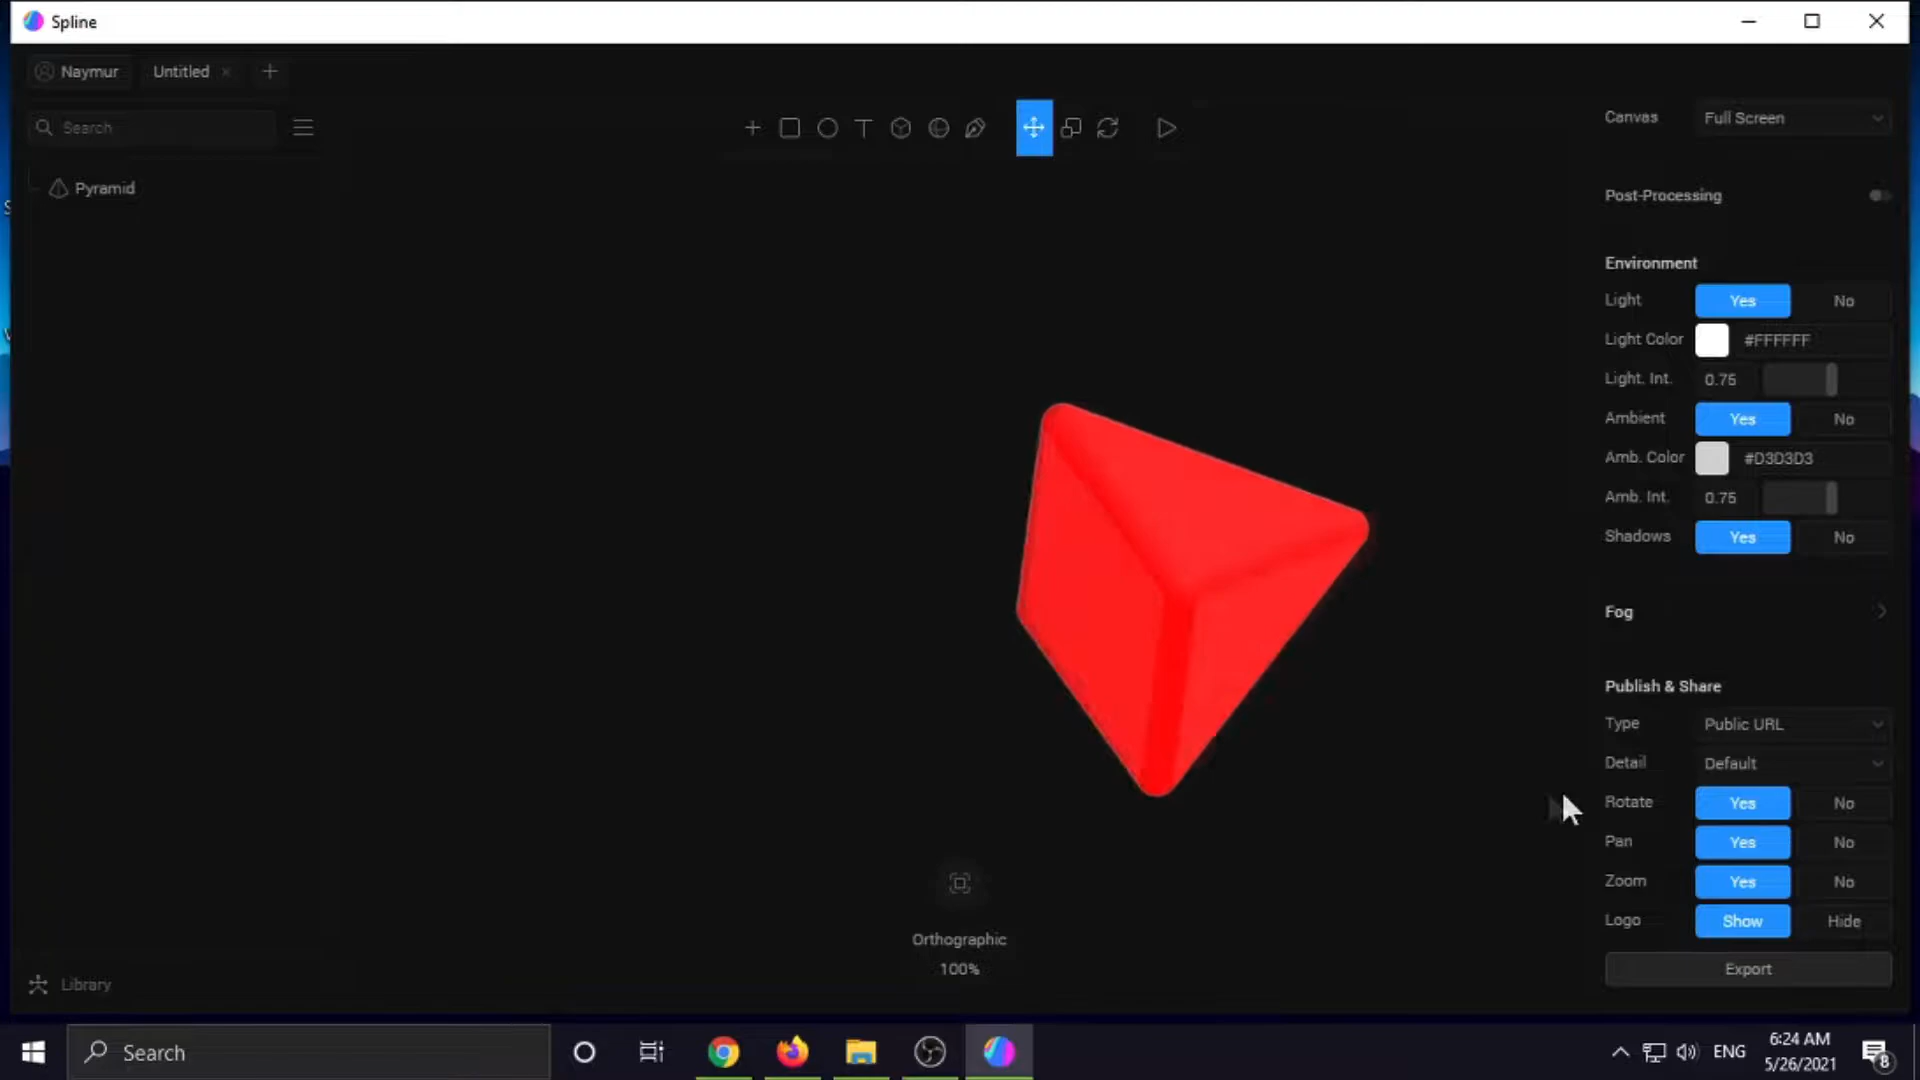 Spline
Naymur
Untitled
Search
Pyramid
Library
Orthographic
100%
Canvas Full Screen
Post-Processing
Environment
Light Yes No
Light Color #FFFFFF
Light. Int. 0.75
Ambient Yes No
Amb. Color #D3D3D3
Amb. Int. 0.75
Shadows Yes No
Fog
Publish & Share
Type Public URL
Detail Default
Rotate Yes No
Pan Yes No
Zoom Yes No
Logo Show Hide
Export
Search
ENG
6:24 AM
5/26/2021
8